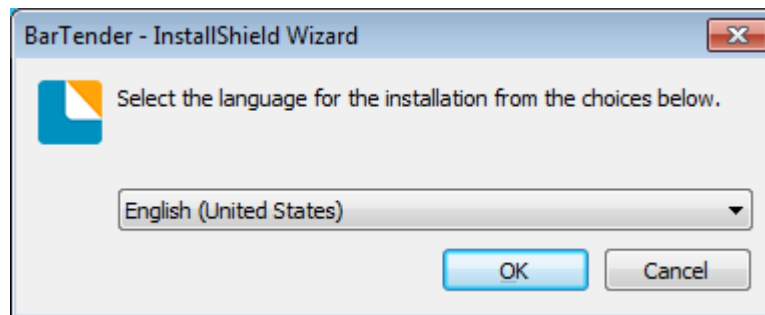 BarTender - InstallShield Wizard
Select the language for the installation from the choices below.
English (United States)
OK Cancel